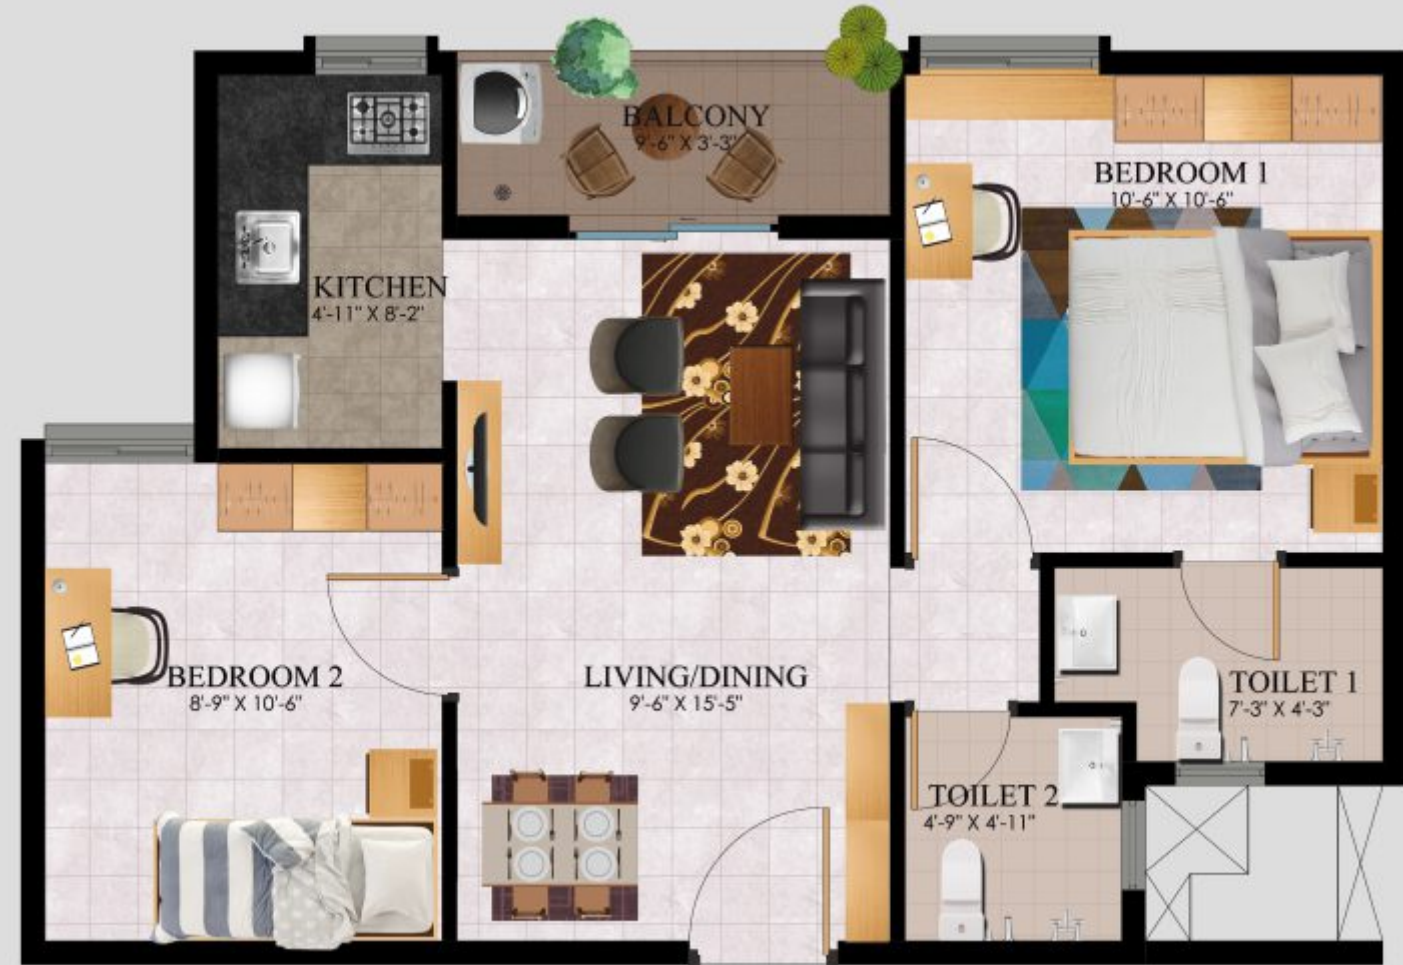 BALCONY
9'-6" X 3'-3"
BEDROOM 1
10'-6" X 10'-6"
KITCHEN
4'-11" X 8'-2"
BEDROOM 2
8'-9" X 10'-6"
LIVING/DINING
9'-6" X 15'-5"
TOILET 1
7'-3" X 4'-3"
TOILET 2
4'-9" X 4'-11"